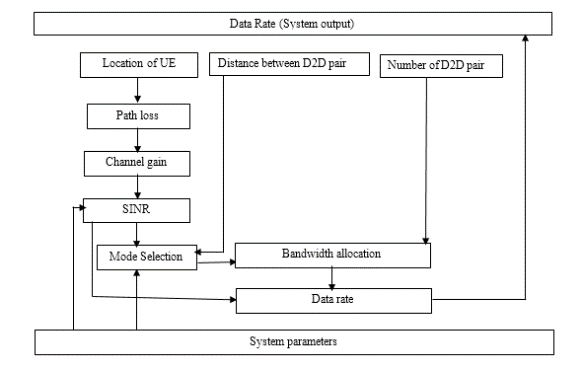 Data Rate (System output)
Location of UE
Distance between D2D pair
Number of D2D pair
Path loss
Channel gain
SINR
Mode Selection
Bandwidth allocation
Data rate
System parameters